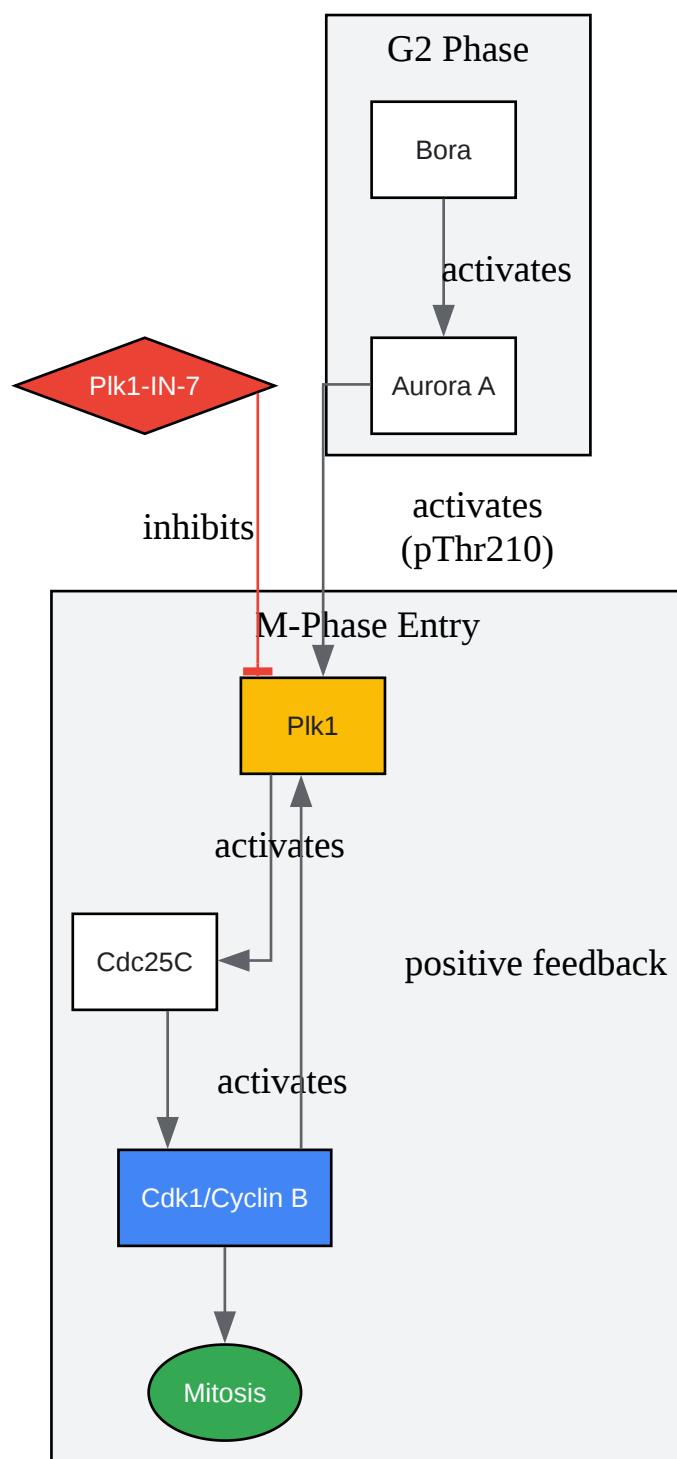 G2 Phase
Bora
activates
Plk1-IN-7
Aurora A
activates
(pThr210)
inhibits
M-Phase Entry
Plk1
activates
Cdc25C
positive feedback
activates
Cdk1/Cyclin B
Mitosis